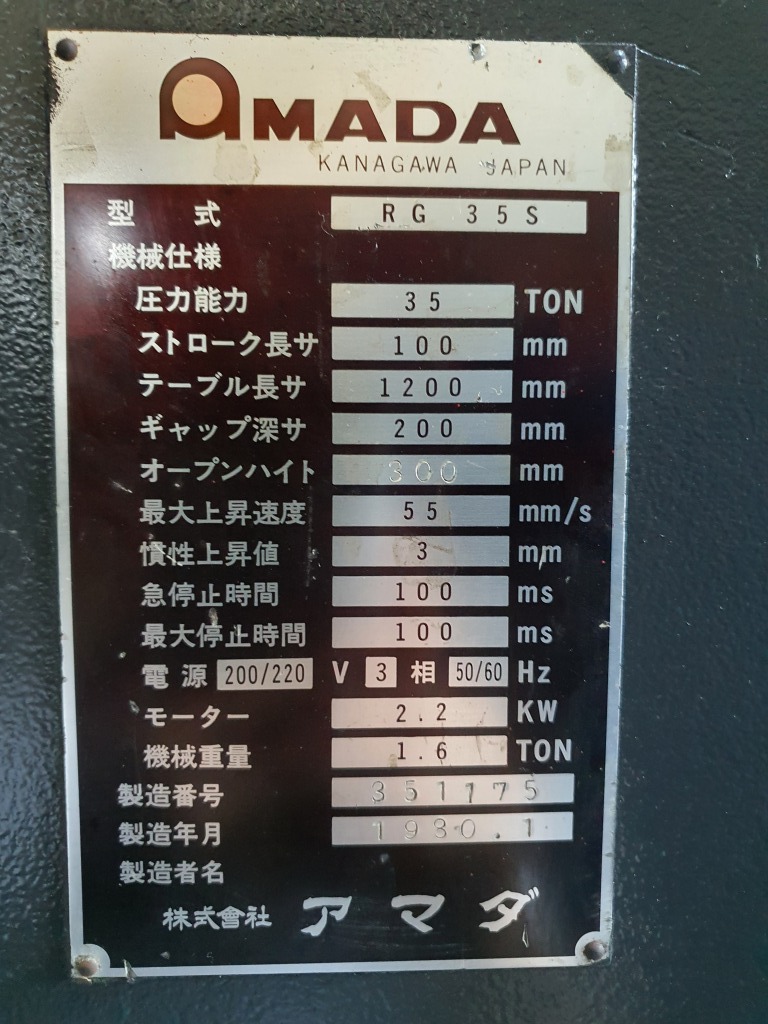 AMADA
KANAGAWA JAPAN
型 式 RG 35S
機械仕様
圧力能力 35 TON
ストローク長サ 100 mm
テーブル長サ 1200 mm
ギャップ深サ 200 mm
オープンハイト 300 mm
最大上昇速度 55 mm/s
慣性上昇値 3 mm
急停止時間 100 ms
最大停止時間 100 ms
電源 200/220 V 3 相 50/60 Hz
モーター 2.2 KW
機械重量 1.6 TON
製造番号 351175
製造年月 1980.1
製造者名
株式會社 アマダ